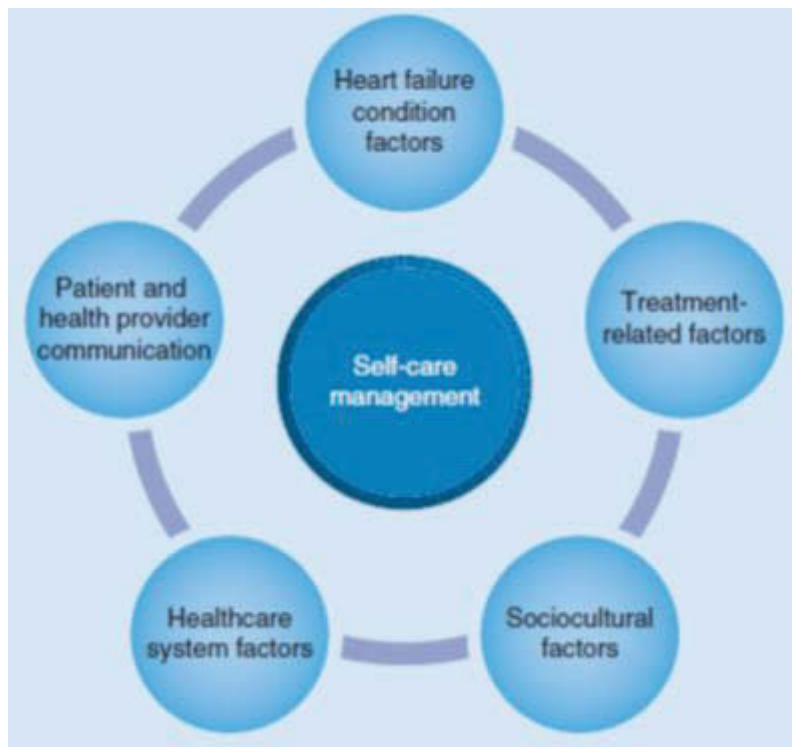 Heart failure
condition
factors
Patient and
health provider
communication
Treatment-
related factors
Self-care
management
Healthcare
system factors
Sociocultural
factors